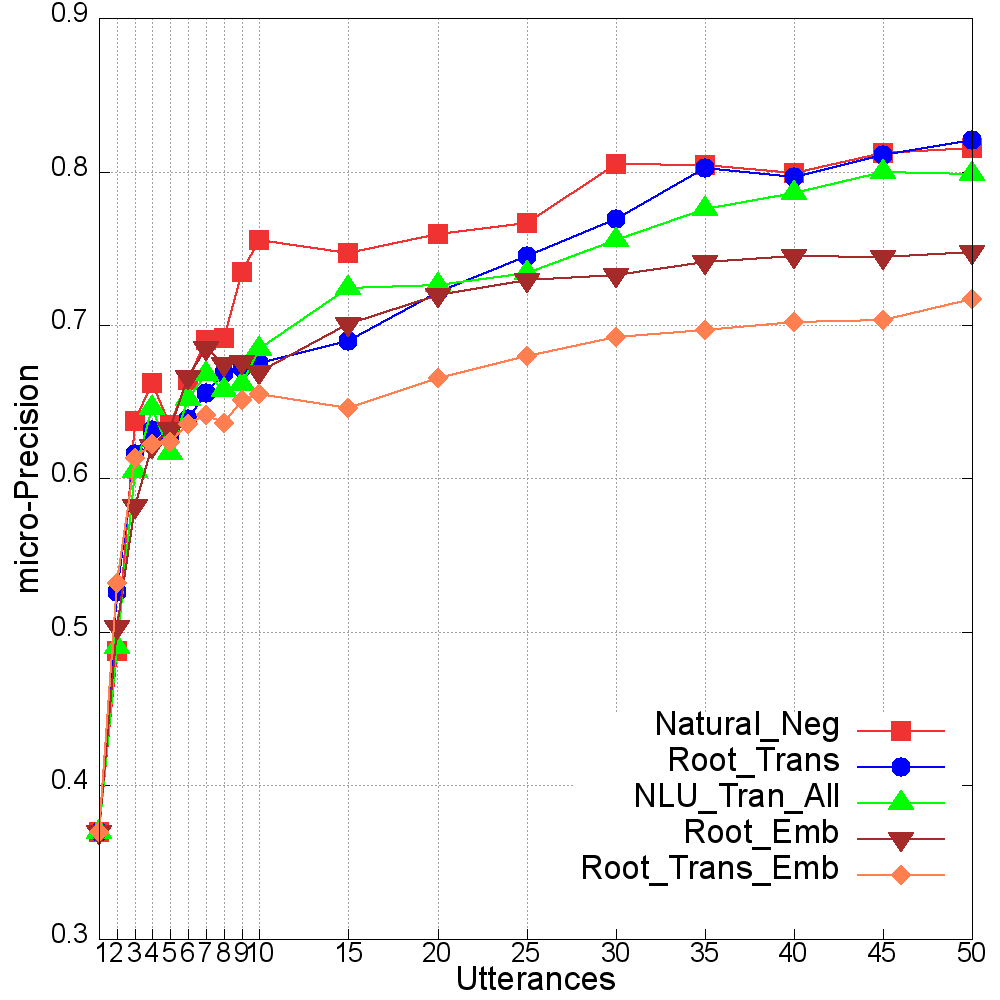 0.9
0.8
0.7
0.6
0.5
0.4
0.3
micro-Precision
Natural_Neg
Root_Trans
NLU_Tran_All
Root_Emb
Root_Trans_Emb
1 2 3 4 5 6 7 8 9 10 15 20 25 30 35 40 45 50
Utterances